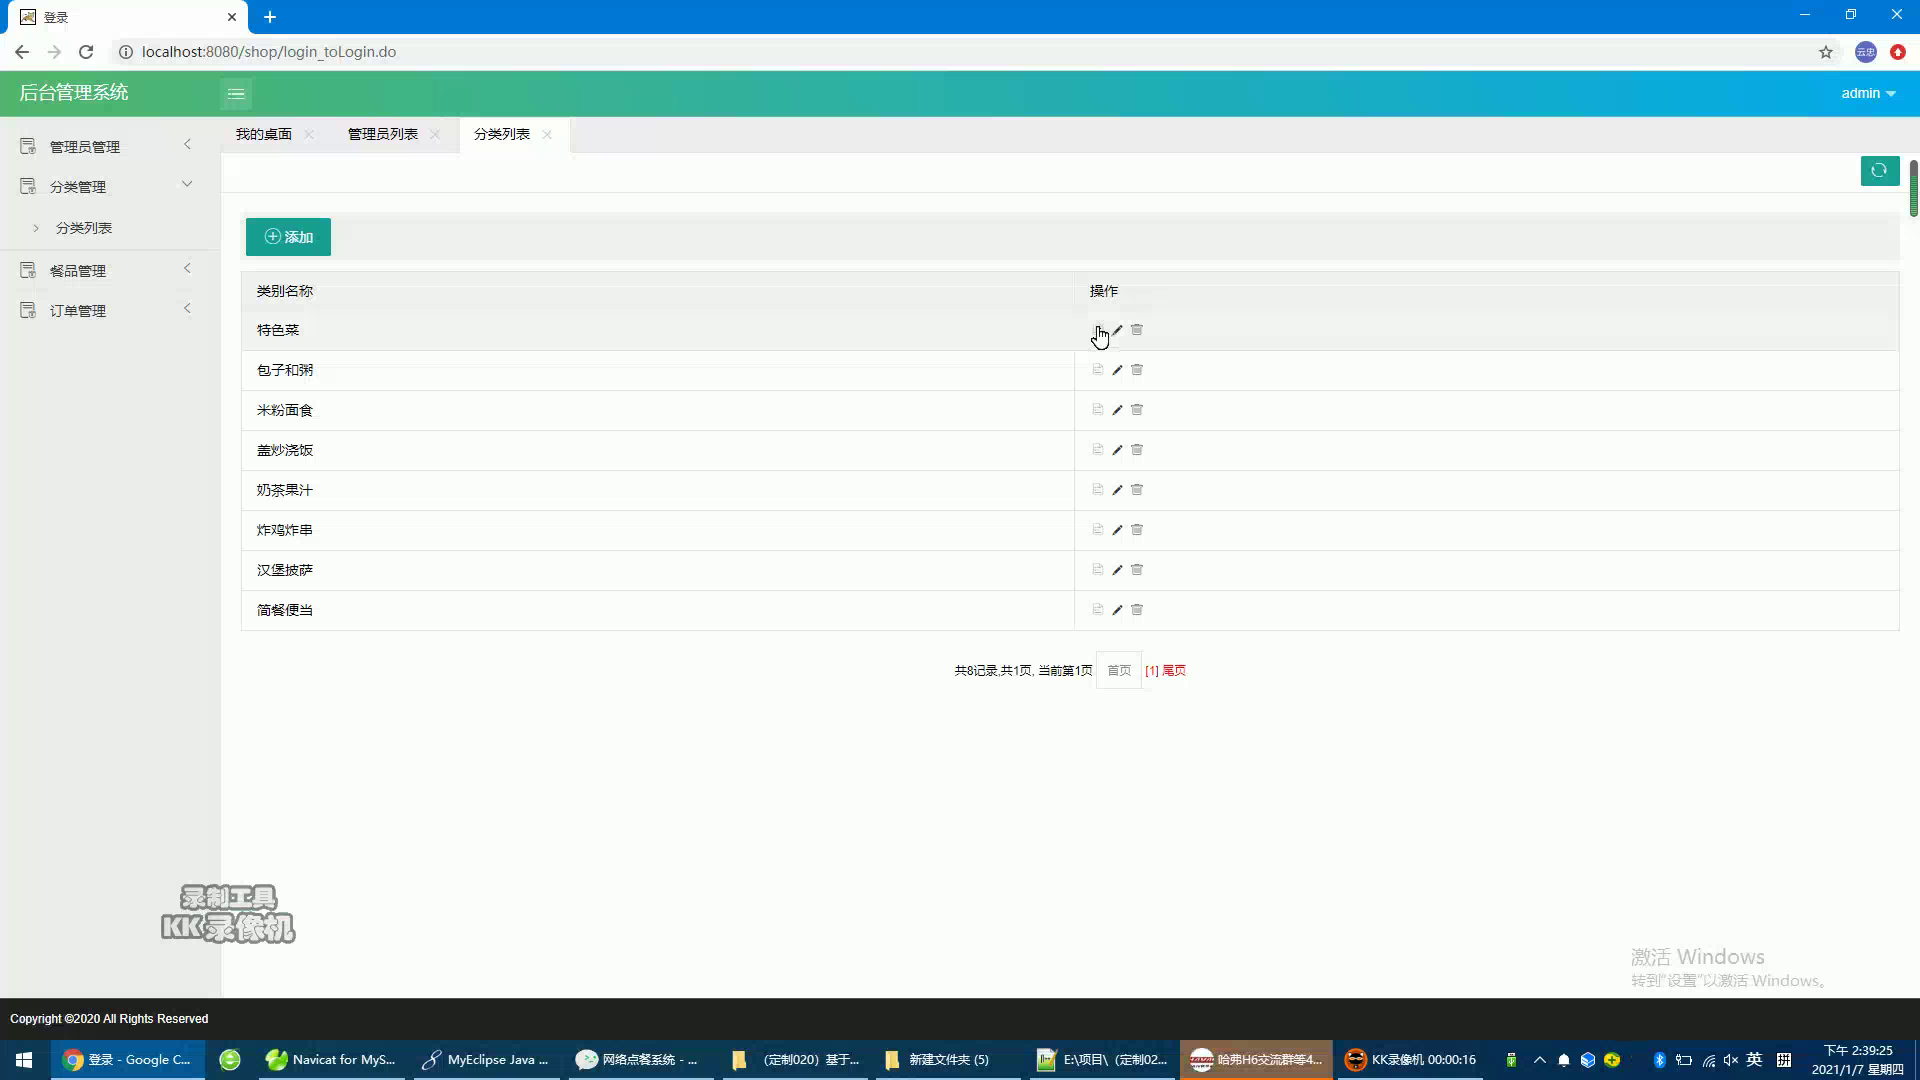 登录
localhost:8080/shop/login_toLogin.do
云忠
后台管理系统
admin
管理员管理
分类管理
分类列表
餐品管理
订单管理
我的桌面
管理员列表
分类列表
添加
类别名称
操作
特色菜
包子和粥
米粉面食
盖炒浇饭
奶茶果汁
炸鸡炸串
汉堡披萨
简餐便当
共8记录,共1页, 当前第1页 首页 [1] 尾页
录制工具
KK录像机
激活 Windows
转到"设置"以激活 Windows。
Copyright ©2020 All Rights Reserved
登录 - Google C...
Navicat for MyS...
MyEclipse Java ...
网络点餐系统 - ...
(定制020）基于...
新建文件夹 (5)
E:\项目\（定制02...
哈弗H6交流群等4...
KK录像机 00:00:16
英
拼
下午 2:39:25
2021/1/7 星期四